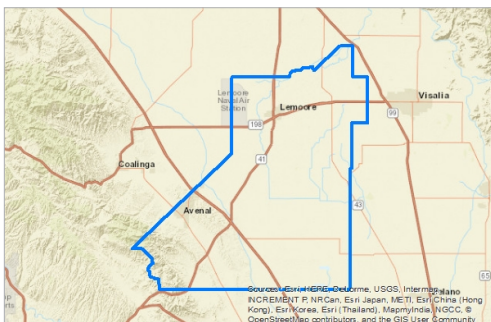 Lemoore
Naval Air
Station
Lemoore
Visalia
99
198
41
Coalinga
43
Avenal
65
Sources: Esri, HERE, DeLorme, USGS, Intermap,
INCREMENT P, NRCan, Esri Japan, METI, Esri China (Hong
Kong), Esri Korea, Esri (Thailand), MapmyIndia, NGCC, ©
OpenStreetMap contributors, and the GIS User Community